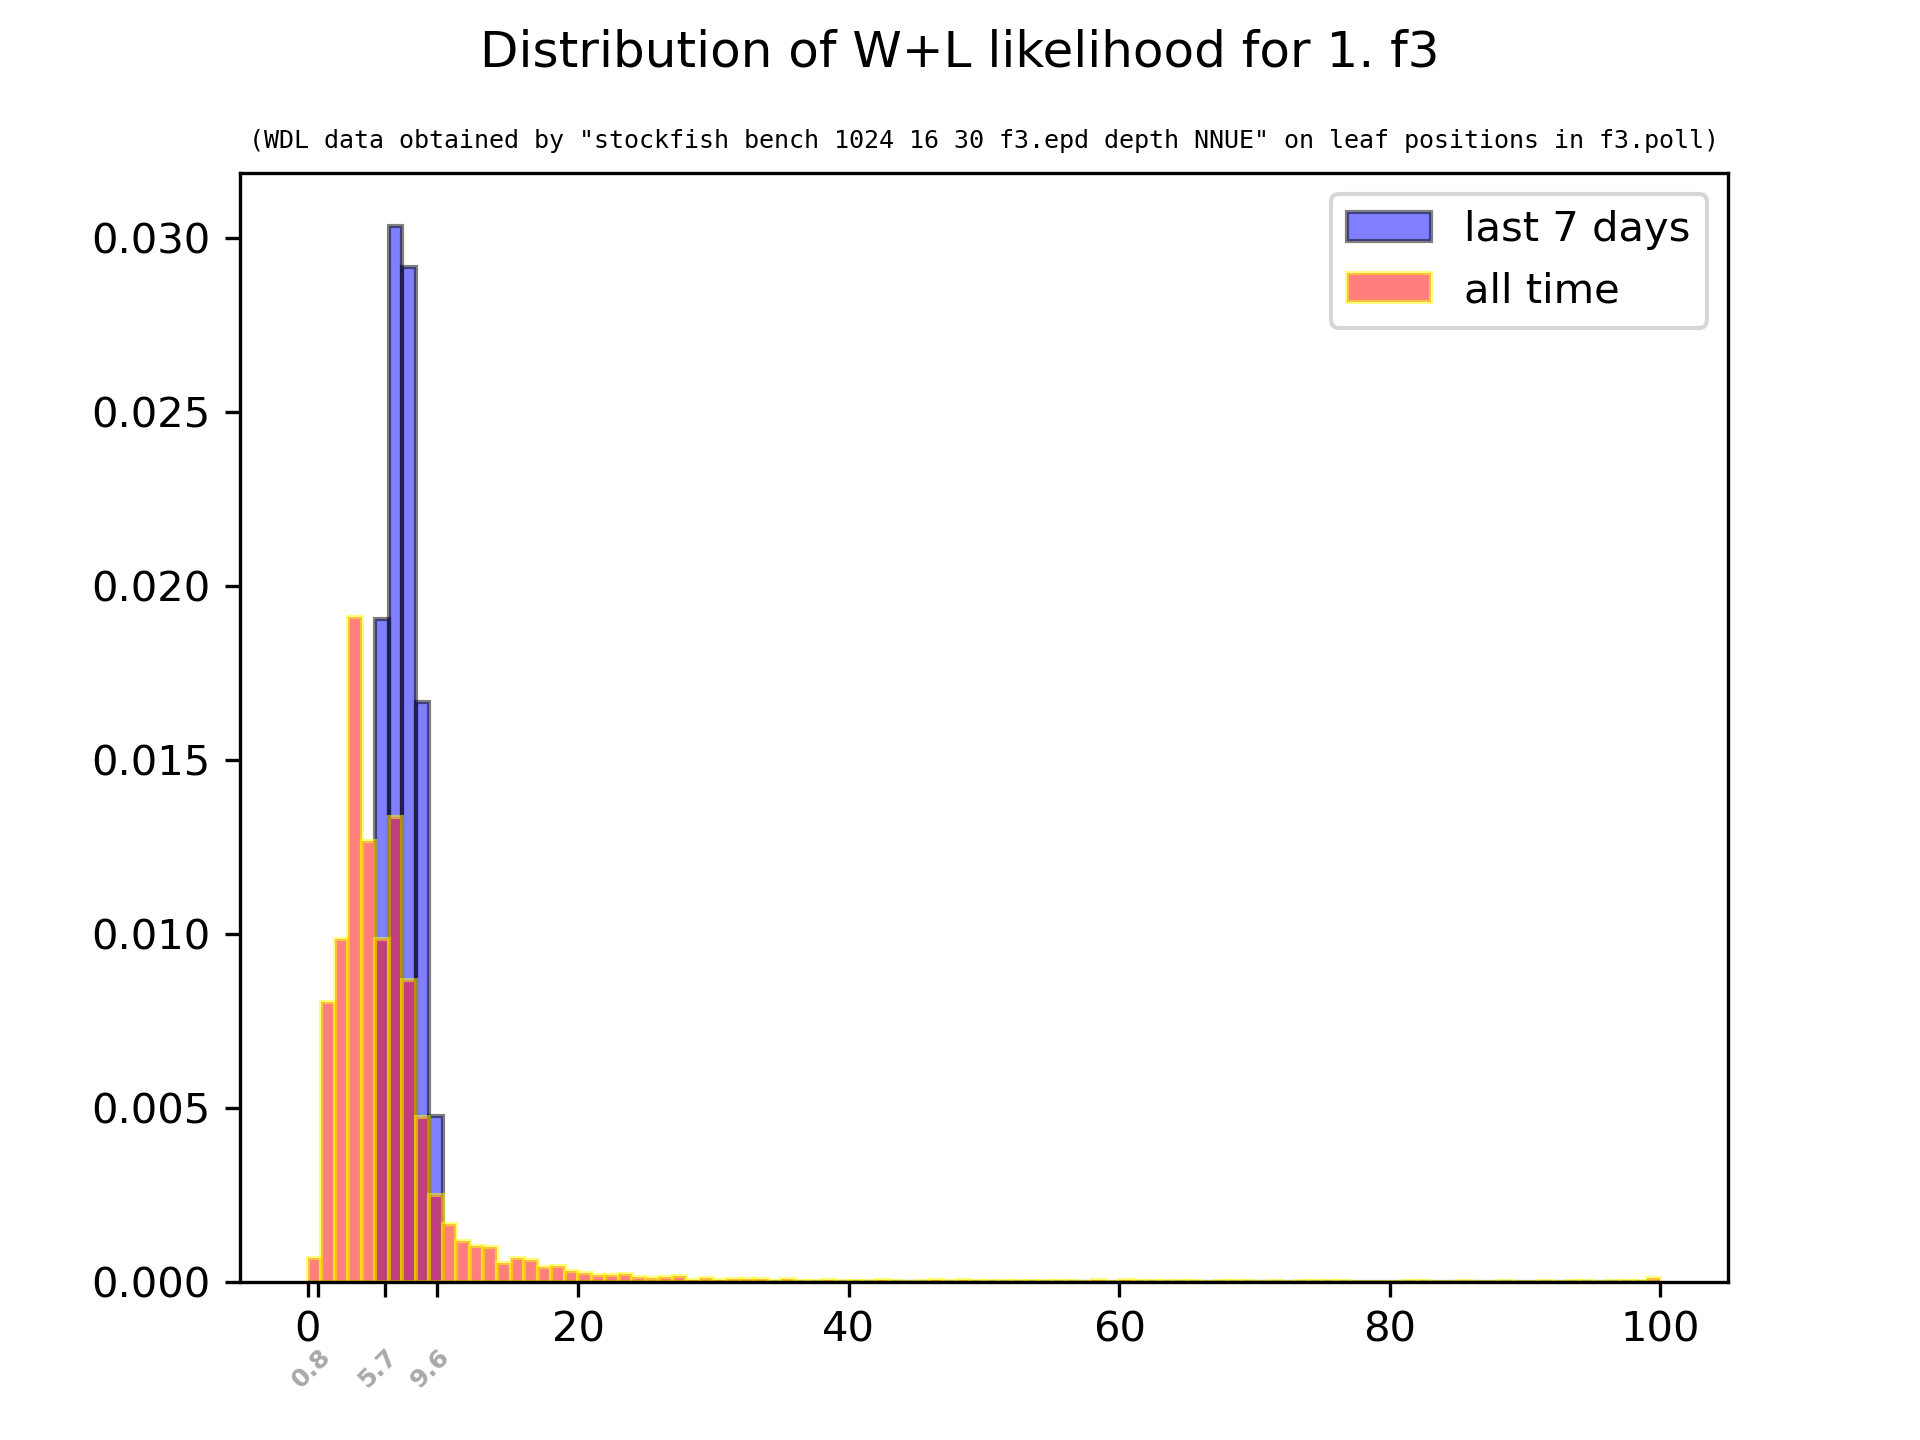 Distribution of W+L likelihood for 1. f3
(WDL data obtained by "stockfish bench 1024 16 30 f3.epd depth NNUE" on leaf positions in f3.poll)
last 7 days
all time
0.030
0.025
0.020
0.015
0.010
0.005
0.000
0 20 40 60 80 100
0.8 5.7 9.6